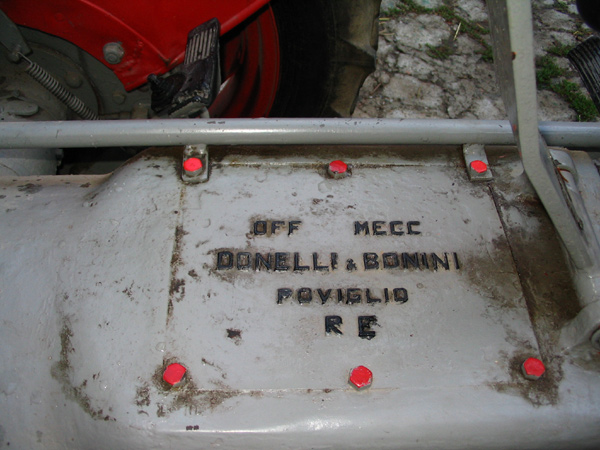 OFF MECC
DONELLI & BONINI
POVIGLIO
RE